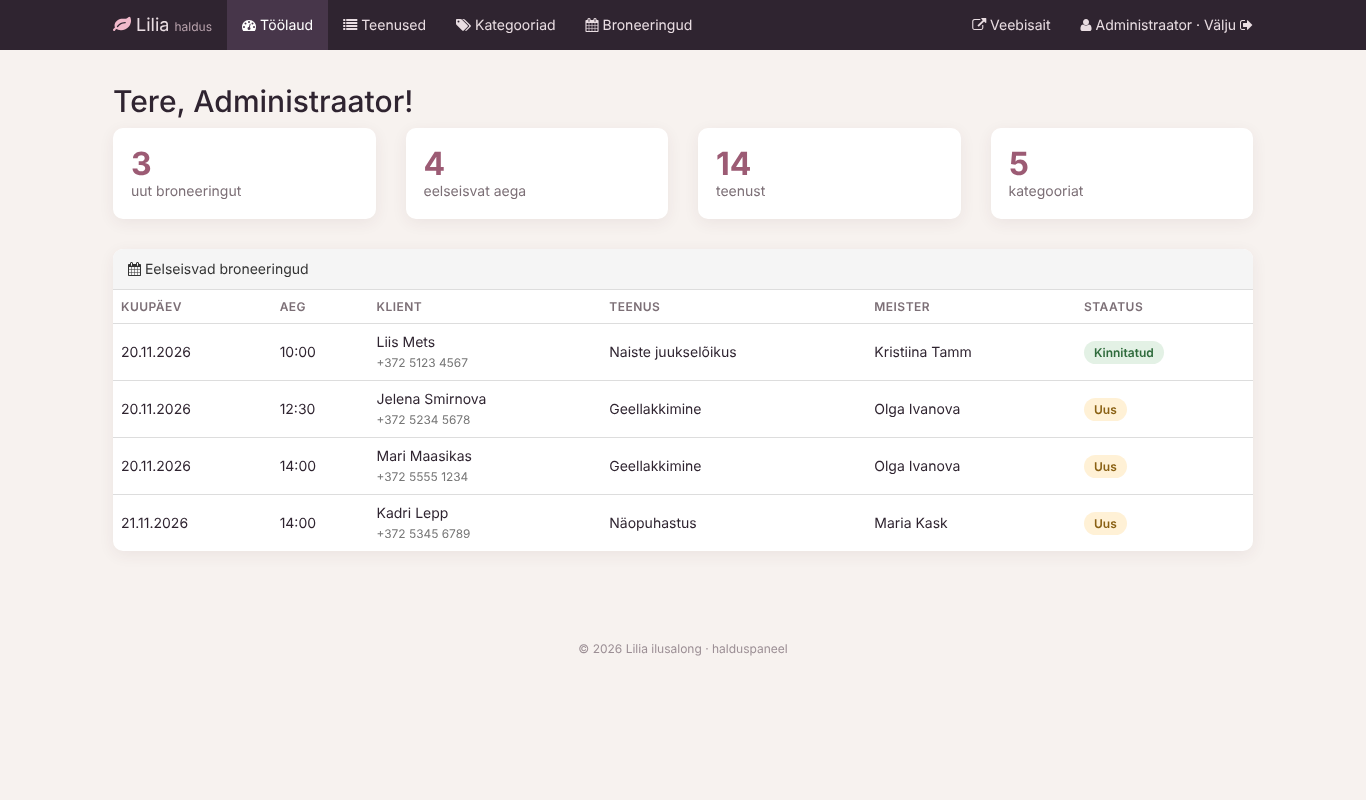 Lilia haldus Töölaud Teenused Kategooriad Broneeringud Veebisait Administraator · Välju
Tere, Administraator!
3 4 14 5
uut broneeringut eelseisvat aega teenust kategooriat
Eelseisvad broneeringud
KUUPÄEV AEG KLIENT TEENUS MEISTER STAATUS
20.11.2026 10:00 Liis Mets Naiste juukselõikus Kristiina Tamm Kinnitatud
+372 5123 4567
20.11.2026 12:30 Jelena Smirnova Geellakkimine Olga Ivanova Uus
+372 5234 5678
20.11.2026 14:00 Mari Maasikas Geellakkimine Olga Ivanova Uus
+372 5555 1234
21.11.2026 14:00 Kadri Lepp Näopuhastus Maria Kask Uus
+372 5345 6789
© 2026 Lilia ilusalong · halduspaneel